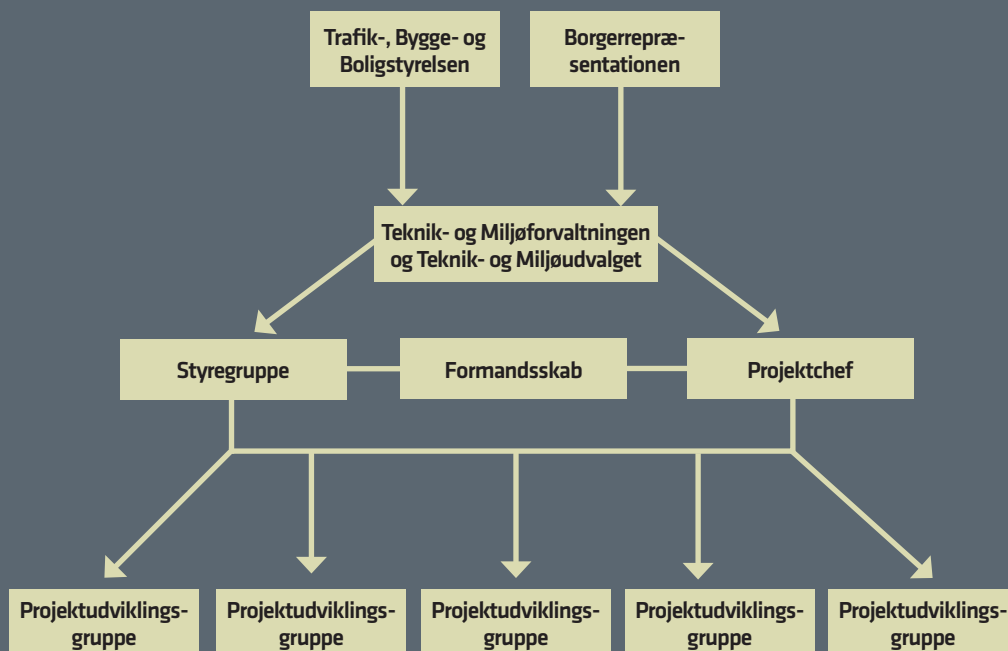 Trafik-, Bygge- og
Boligstyrelsen
Borgerrepræ-
sentationen
Teknik- og Miljøforvaltningen
og Teknik- og Miljøudvalget
Styregruppe
Formandsskab
Projektchef
Projektudviklings-
gruppe
Projektudviklings-
gruppe
Projektudviklings-
gruppe
Projektudviklings-
gruppe
Projektudviklings-
gruppe